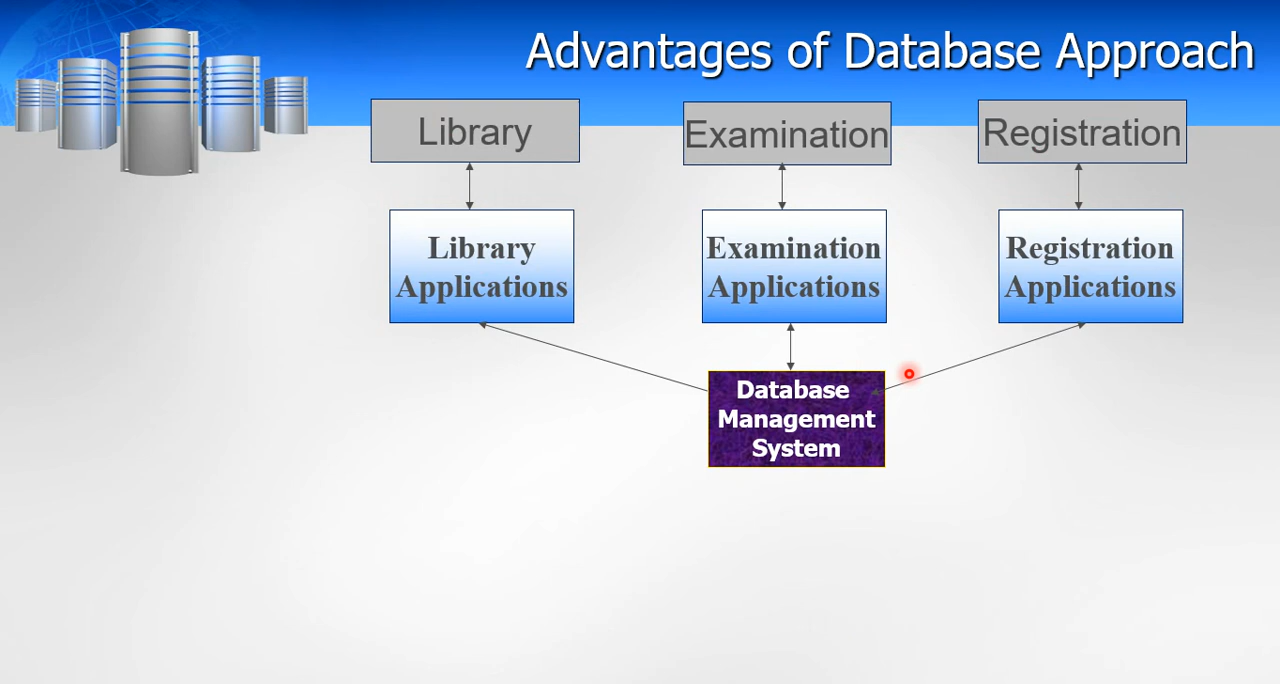 Advantages of Database Approach
Library
Examination
Registration
Library
Applications
Examination
Applications
Registration
Applications
Database
Management
System